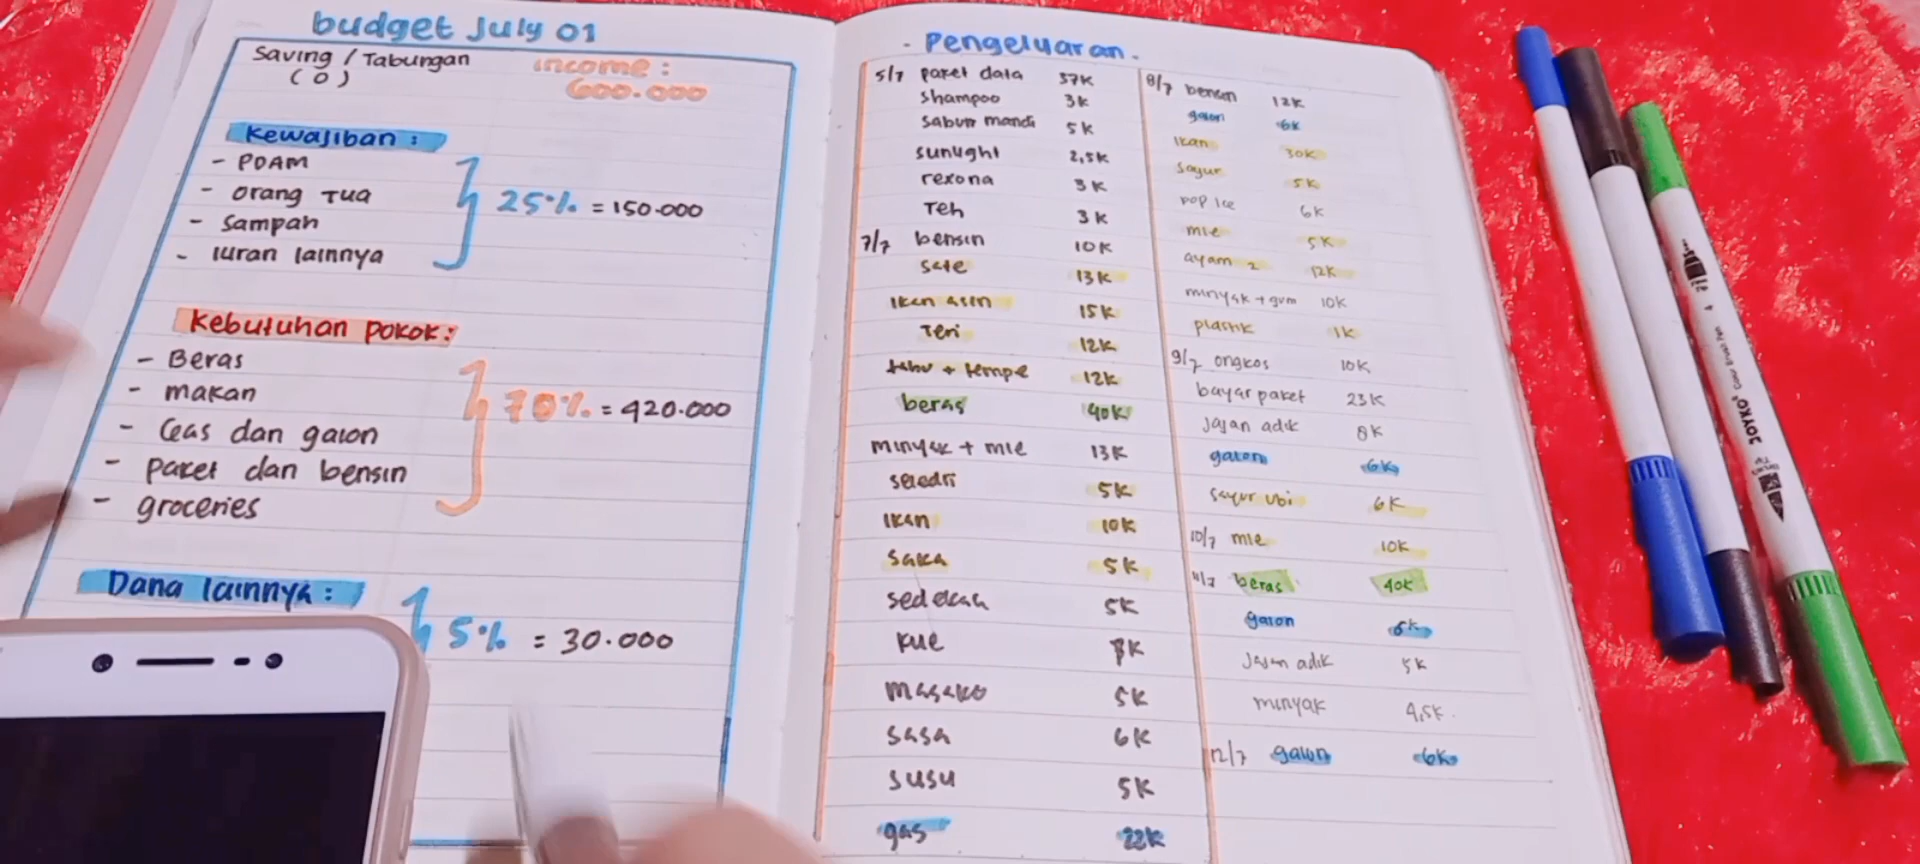 budget July 01
Saving / Tabungan
(0)
income :
600.000
Kewajiban :
- PDAM
- orang Tua
- Sampah
- iuran lainnya
25% = 150.000
Kebutuhan pokok :
- Beras
- makan
- Gas dan galon
- paket dan bensin
- groceries
70% = 420.000
Dana lainnya :
5% = 30.000
- Pengeluaran -
5/7 paket data 37K
Shampoo 3K
Sabun mandi 5K
Sunlight 2,5K
rexona 3K
Teh 3K
7/7 bensin 10K
Sate 13K
Ikan asin 15K
Teri 12K
tahu + tempe 12K
beras 40K
minyak + mie 13K
seledri 5K
Ikan 10K
5K
Sedekah 5K
Kue
masako 5K
Sasa 6K
Susu 5K
gas 22K
8/7 bensin 12K
galon 6K
Ikan 30K
Sayur 5K
pop Ice 6K
mie 5K
ayam 2 12K
minyak + 10K
plastik 1K
9/7 ongkos 10K
bayar paket 23K
Jajan adik 8K
galon 6K
Sayur Ubi 6K
10/7 mie 10K
11/7 beras 40K
galon 6K
Jajan adik 5K
minyak 4,5K.
12/7 galon 6K
JOYKO